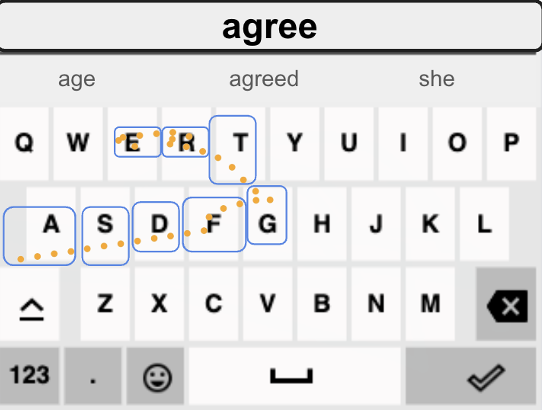 agree
age agreed she
Q W E R T Y U I O P
A S D F G H J K L
Z X C V B N M
123 .